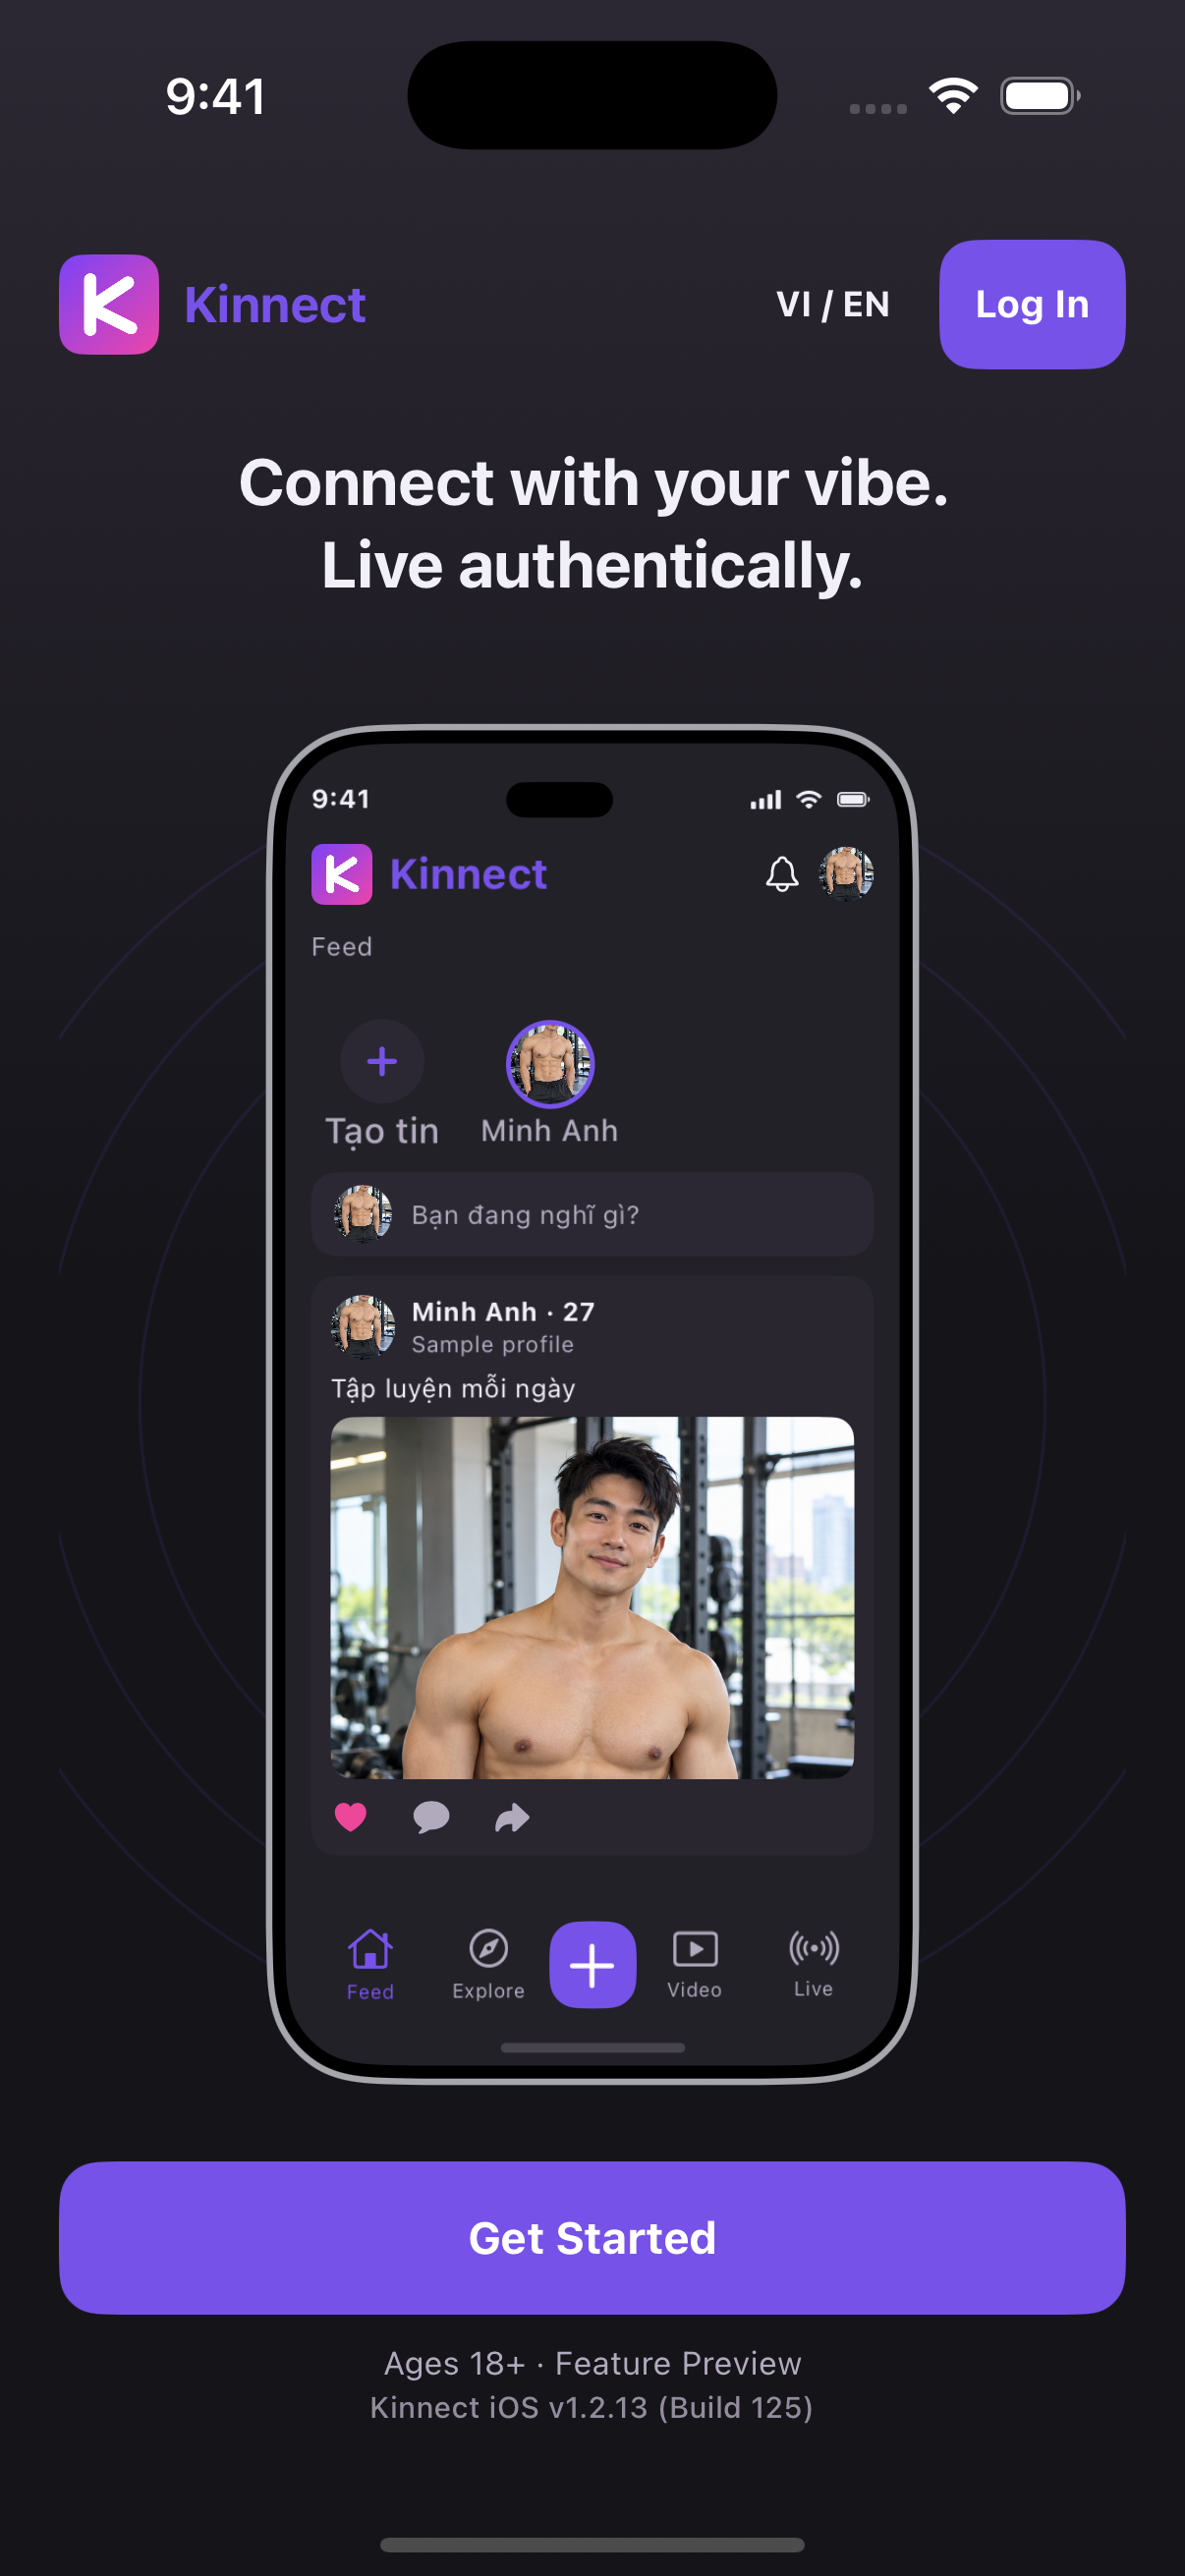 9:41
Kinnect
VI / EN
Log In
Connect with your vibe.
Live authentically.
9:41
Kinnect
Feed
Tạo tin
Minh Anh
Bạn đang nghĩ gì?
Minh Anh · 27
Sample profile
Tập luyện mỗi ngày
Feed
Explore
Video
Live
Get Started
Ages 18+ · Feature Preview
Kinnect iOS v1.2.13 (Build 125)